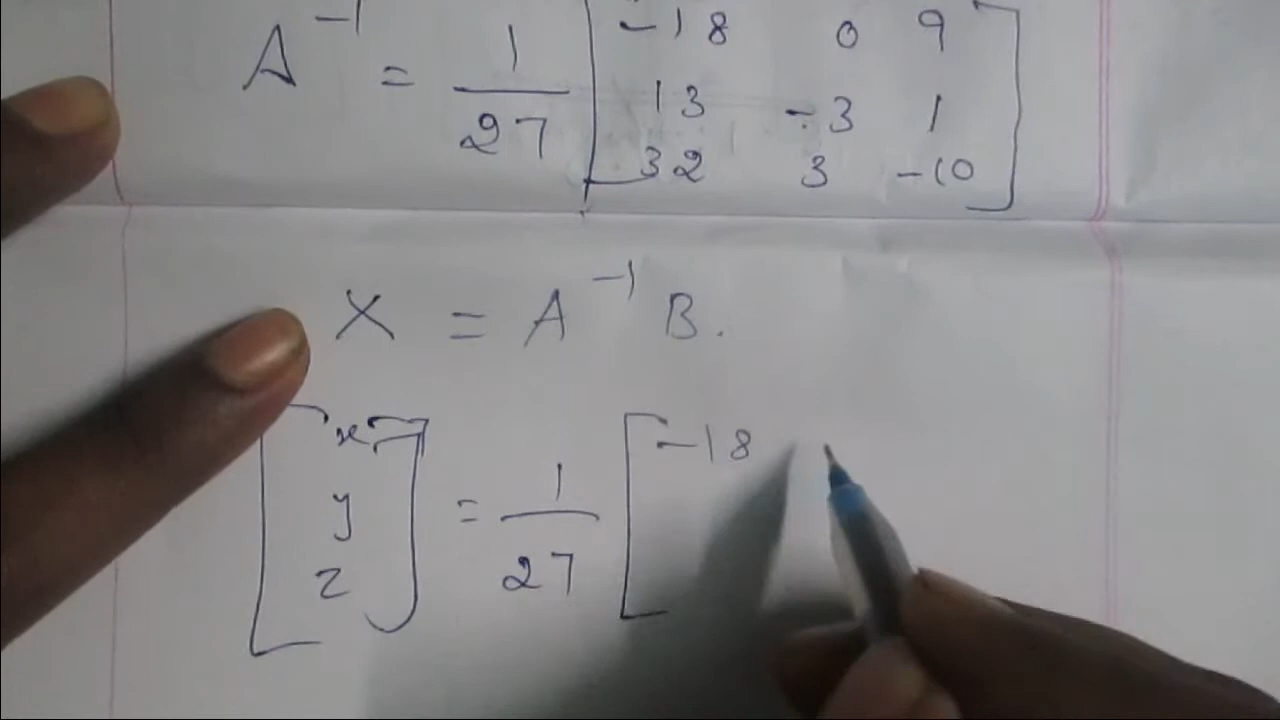 A⁻¹ = 1/27 [ -18 0 9
13 -3 1
32 3 -10 ]
X = A⁻¹ B.
[ x
y
z ] = 1/27 [ -18